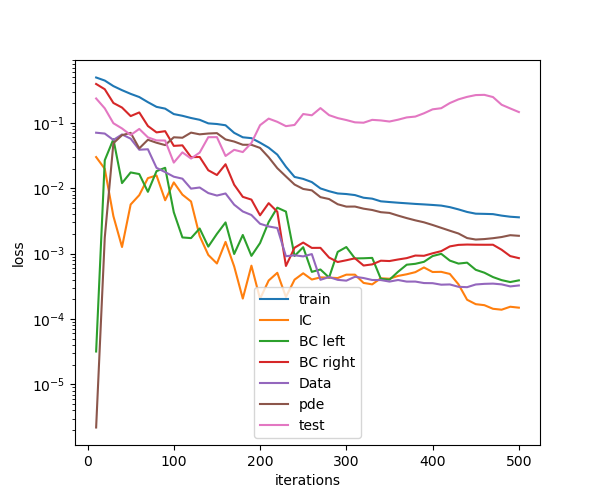 10⁻¹
10⁻²
10⁻³
10⁻⁴
10⁻⁵
loss
0 100 200 300 400 500
iterations
train
IC
BC left
BC right
Data
pde
test